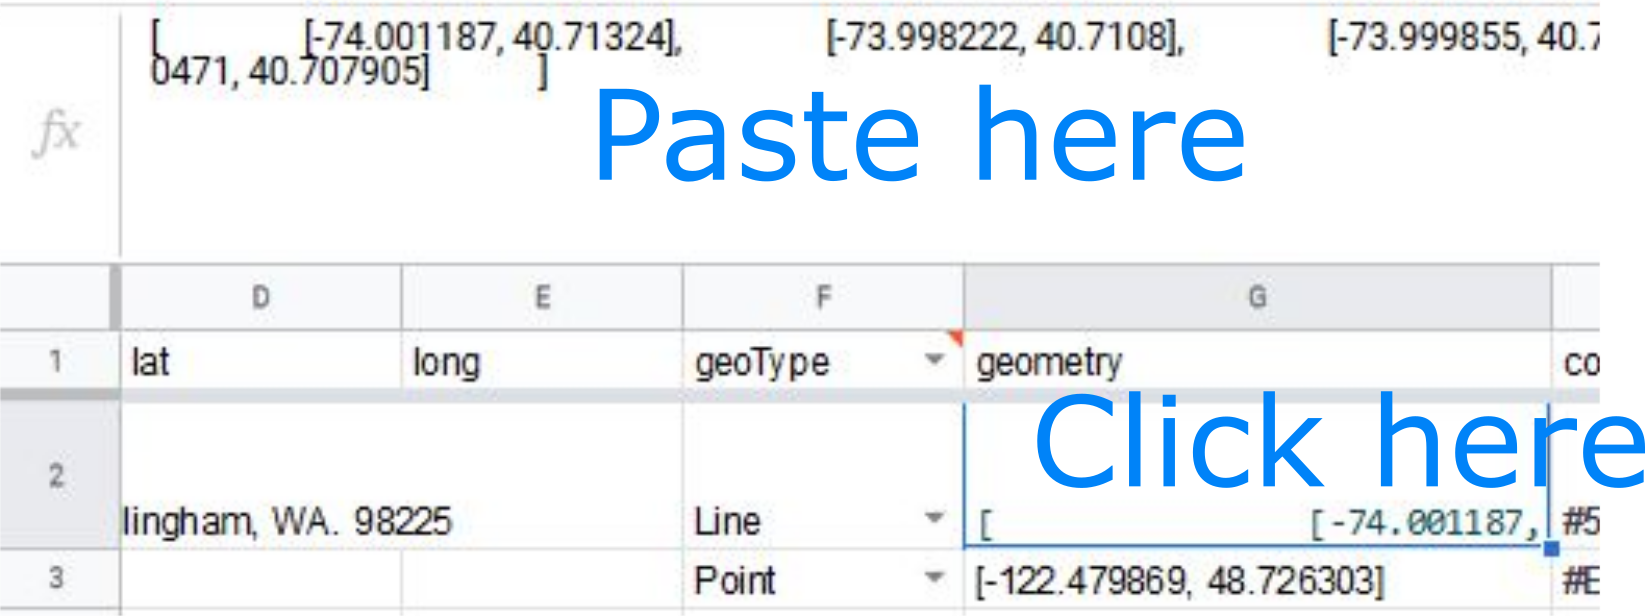 [ [-74.001187, 40.71324], [-73.998222, 40.7108], [-73.999855, 40.7
0471, 40.707905] ]
Paste here
fx
D E F G
1 lat long geoType geometry co
Click here
2 lingham, WA. 98225 Line [ [-74.001187, #5
3 Point [-122.479869, 48.726303] #E